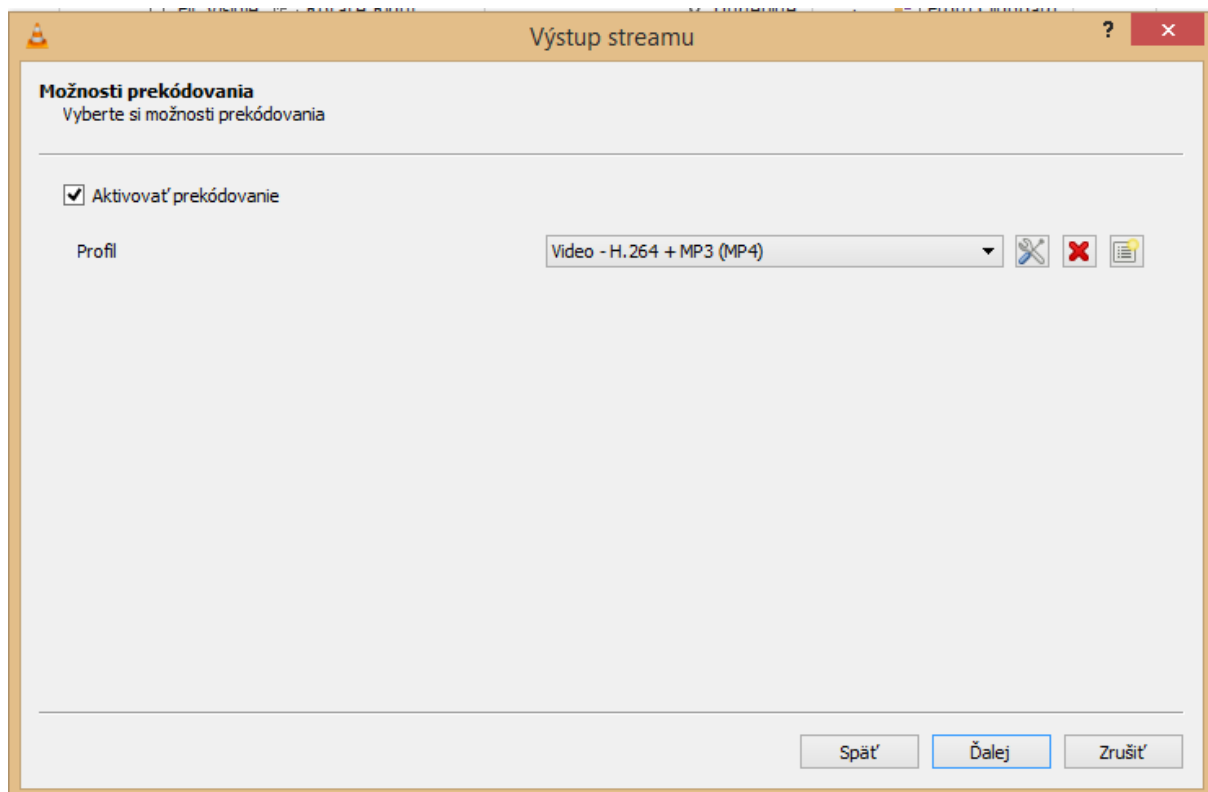 Výstup streamu
?
Možnosti prekódovania
Vyberte si možnosti prekódovania
Aktivovať prekódovanie
Profil
Video - H.264 + MP3 (MP4)
Späť
Ďalej
Zrušiť